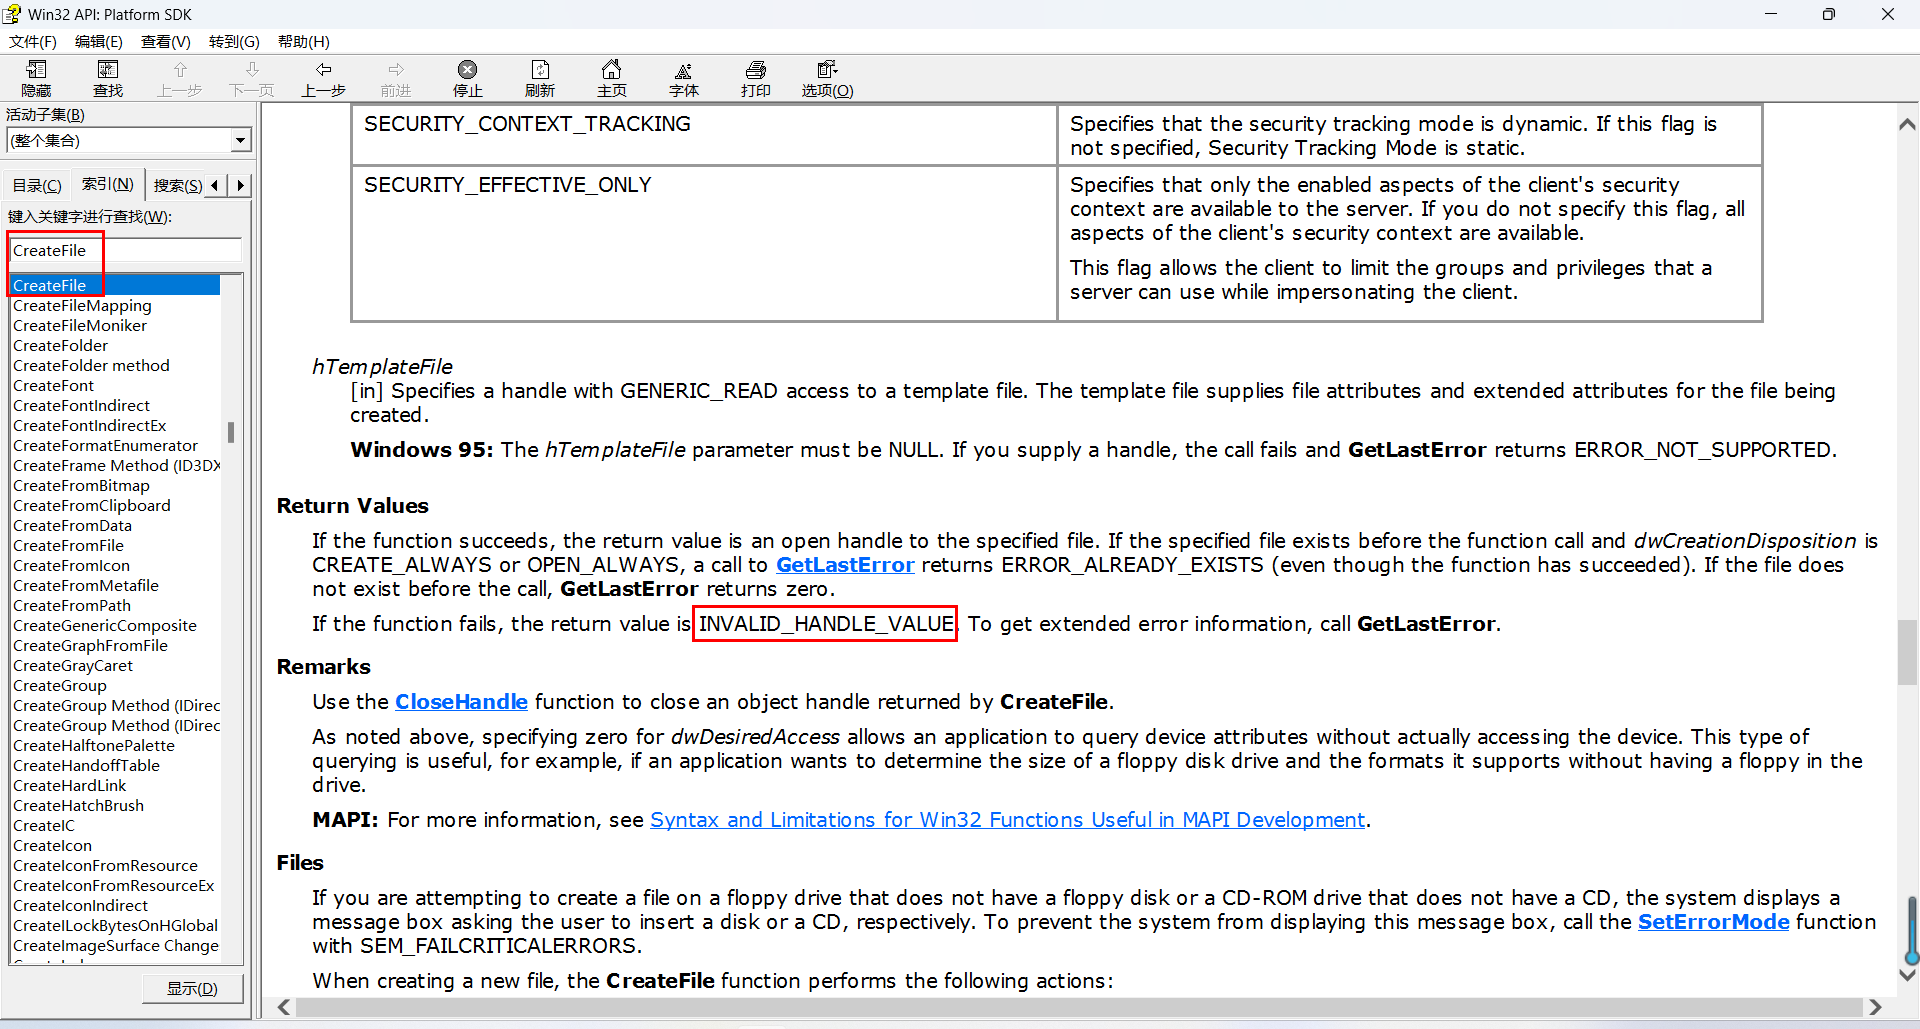 Win32 API: Platform SDK
文件(F) 编辑(E) 查看(V) 转到(G) 帮助(H)
隐藏 查找 上一步 下一页 上一步 前进 停止 刷新 主页 字体 打印 选项(O)
活动子集(B)
(整个集合)
目录(C) 索引(N) 搜索(S)
键入关键字进行查找(W):
CreateFile
CreateFile
CreateFileMapping
CreateFileMoniker
CreateFolder
CreateFolder method
CreateFont
CreateFontIndirect
CreateFontIndirectEx
CreateFormatEnumerator
CreateFrame Method (ID3DX
CreateFromBitmap
CreateFromClipboard
CreateFromData
CreateFromFile
CreateFromIcon
CreateFromMetafile
CreateFromPath
CreateGenericComposite
CreateGraphFromFile
CreateGrayCaret
CreateGroup
CreateGroup Method (IDirec
CreateGroup Method (IDirec
CreateHalftonePalette
CreateHandoffTable
CreateHardLink
CreateHatchBrush
CreateIC
CreateIcon
CreateIconFromResource
CreateIconFromResourceEx
CreateIconIndirect
CreateILockBytesOnHGlobal
CreateImageSurface Change
显示(D)
SECURITY_CONTEXT_TRACKING
Specifies that the security tracking mode is dynamic. If this flag is
not specified, Security Tracking Mode is static.
SECURITY_EFFECTIVE_ONLY
Specifies that only the enabled aspects of the client's security
context are available to the server. If you do not specify this flag, all
aspects of the client's security context are available.
This flag allows the client to limit the groups and privileges that a
server can use while impersonating the client.
hTemplateFile
[in] Specifies a handle with GENERIC_READ access to a template file. The template file supplies file attributes and extended attributes for the file being
created.
Windows 95: The hTemplateFile parameter must be NULL. If you supply a handle, the call fails and GetLastError returns ERROR_NOT_SUPPORTED.
Return Values
If the function succeeds, the return value is an open handle to the specified file. If the specified file exists before the function call and dwCreationDisposition is
CREATE_ALWAYS or OPEN_ALWAYS, a call to GetLastError returns ERROR_ALREADY_EXISTS (even though the function has succeeded). If the file does
not exist before the call, GetLastError returns zero.
If the function fails, the return value is INVALID_HANDLE_VALUE. To get extended error information, call GetLastError.
Remarks
Use the CloseHandle function to close an object handle returned by CreateFile.
As noted above, specifying zero for dwDesiredAccess allows an application to query device attributes without actually accessing the device. This type of
querying is useful, for example, if an application wants to determine the size of a floppy disk drive and the formats it supports without having a floppy in the
drive.
MAPI: For more information, see Syntax and Limitations for Win32 Functions Useful in MAPI Development.
Files
If you are attempting to create a file on a floppy drive that does not have a floppy disk or a CD-ROM drive that does not have a CD, the system displays a
message box asking the user to insert a disk or a CD, respectively. To prevent the system from displaying this message box, call the SetErrorMode function
with SEM_FAILCRITICALERRORS.
When creating a new file, the CreateFile function performs the following actions: